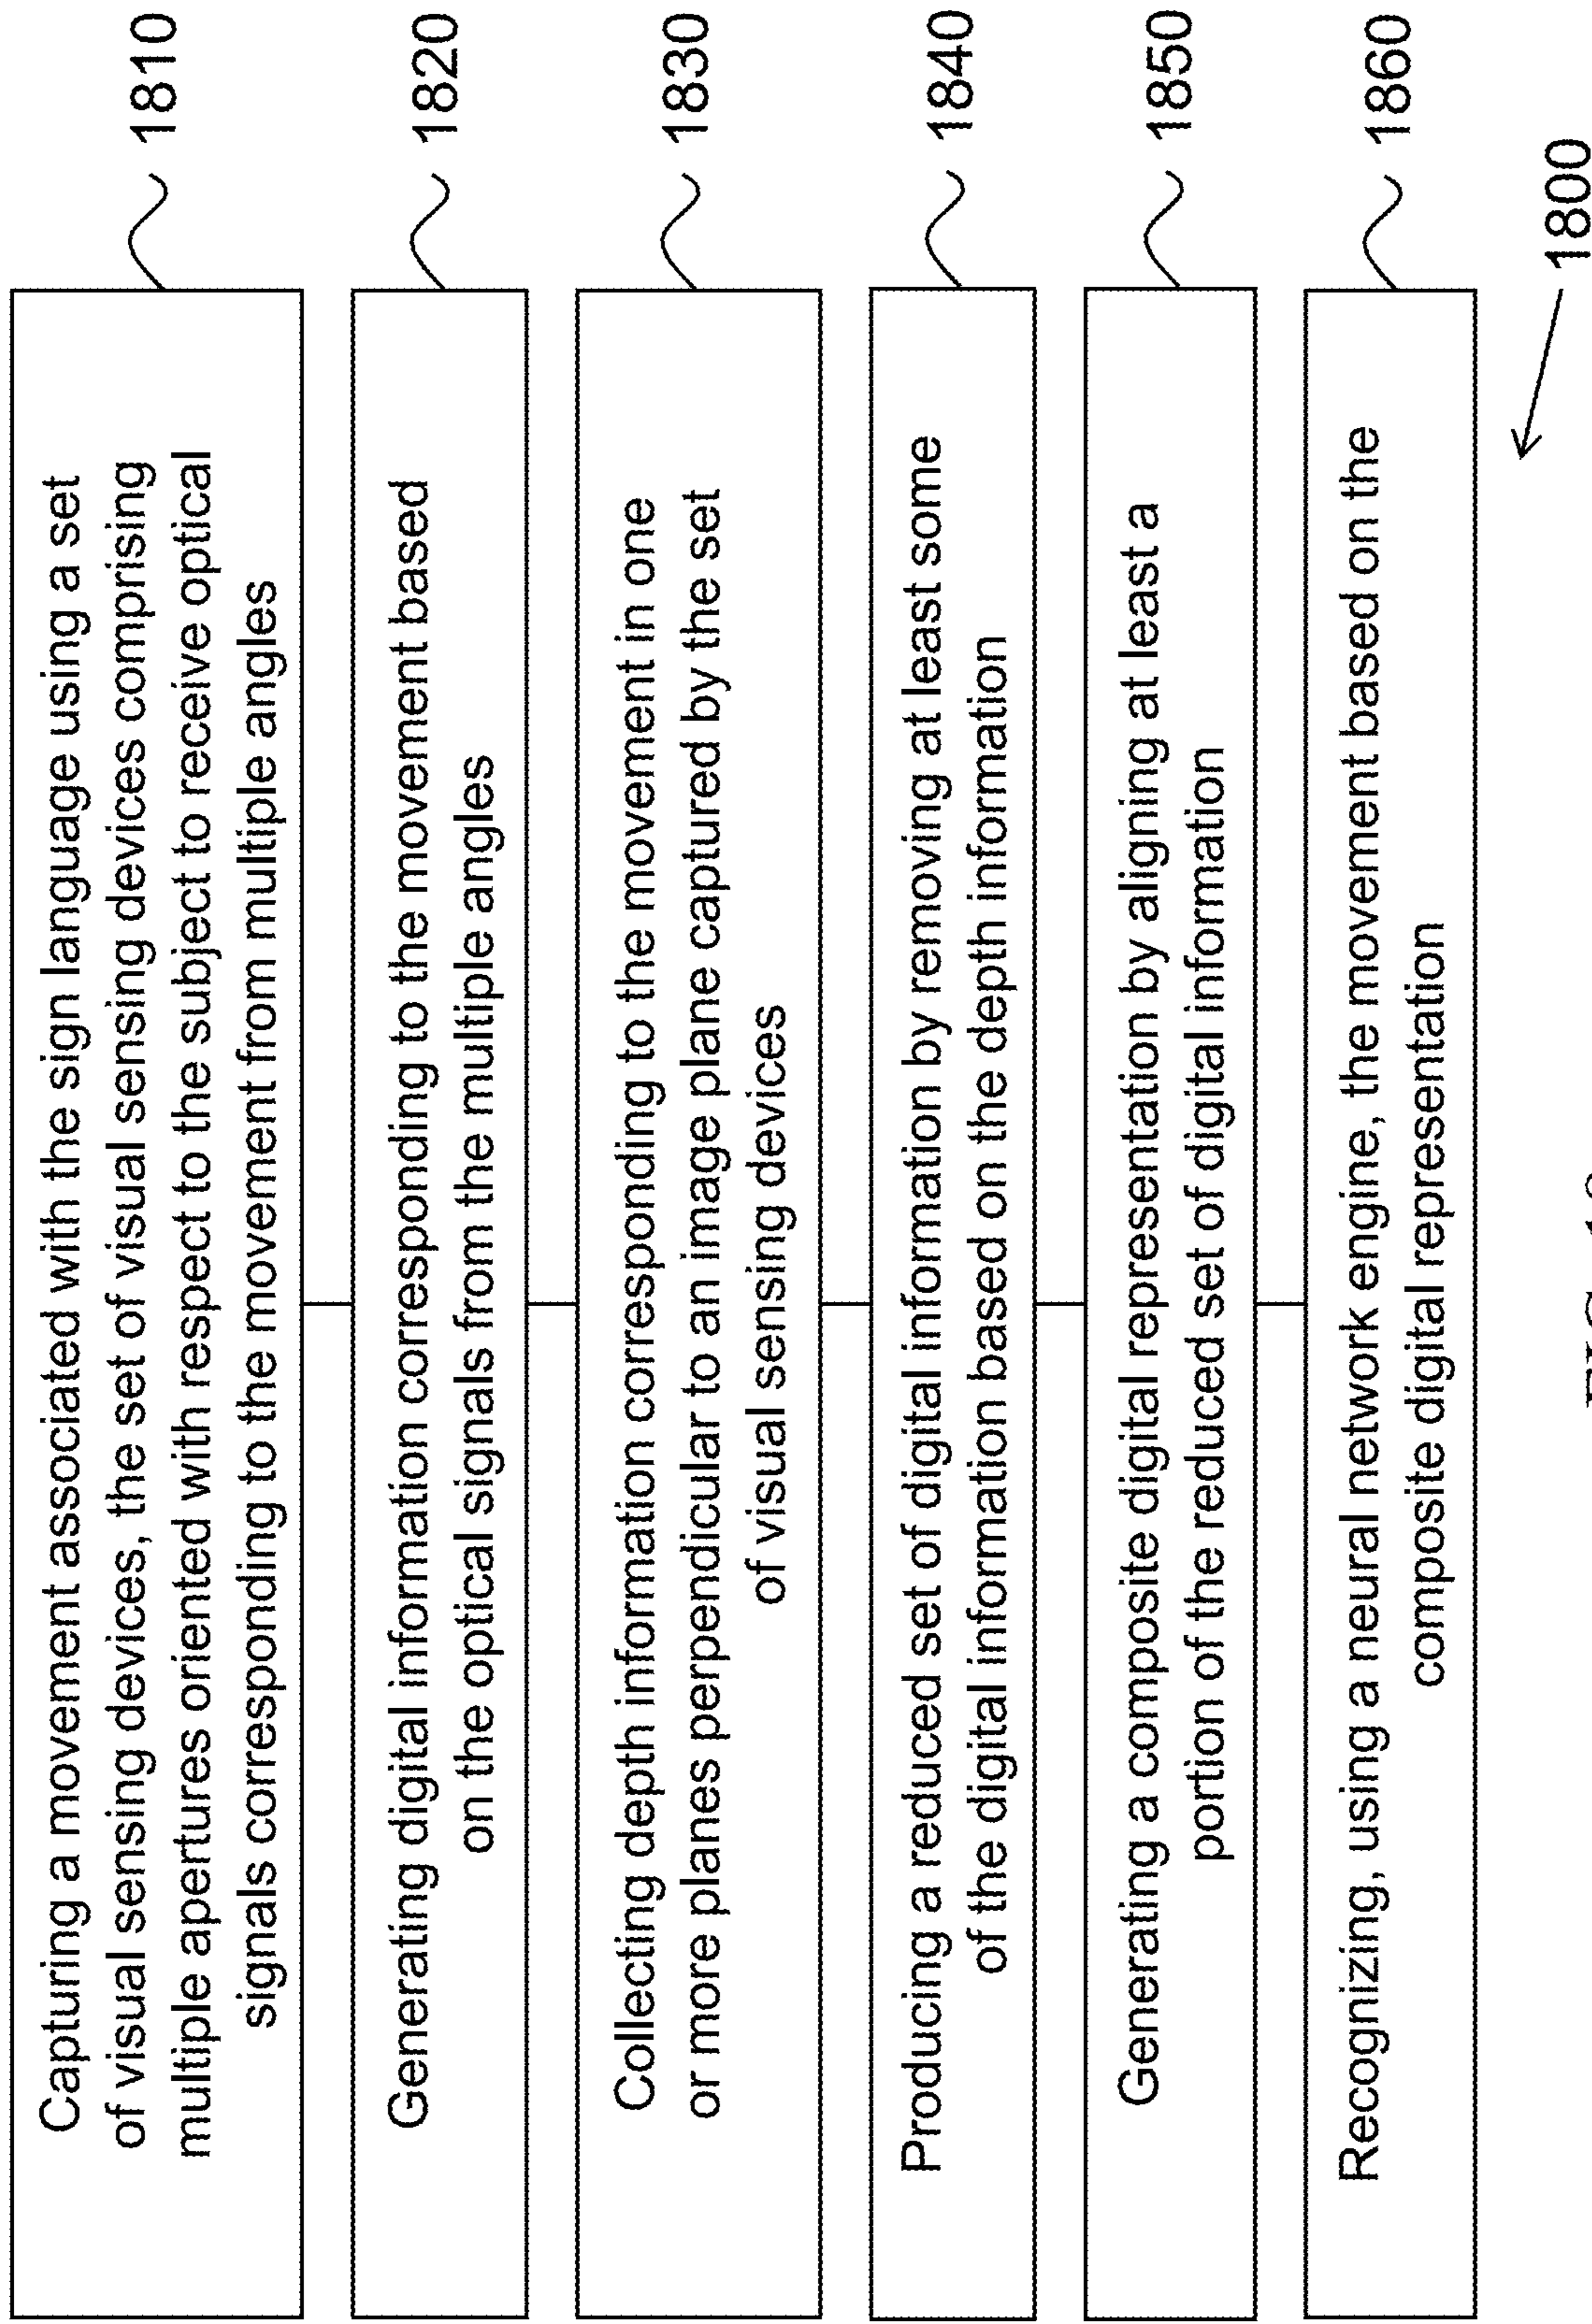 Capturing a movement associated with the sign language using a set
of visual sensing devices, the set of visual sensing devices comprising
multiple apertures oriented with respect to the subject to receive optical
signals corresponding to the movement from multiple angles
1810
Generating digital information corresponding to the movement based
on the optical signals from the multiple angles
1820
Collecting depth information corresponding to the movement in one
or more planes perpendicular to an image plane captured by the set
of visual sensing devices
1830
Producing a reduced set of digital information by removing at least some
of the digital information based on the depth information
1840
Generating a composite digital representation by aligning at least a
portion of the reduced set of digital information
1850
Recognizing, using a neural network engine, the movement based on the
composite digital representation
1860
1800